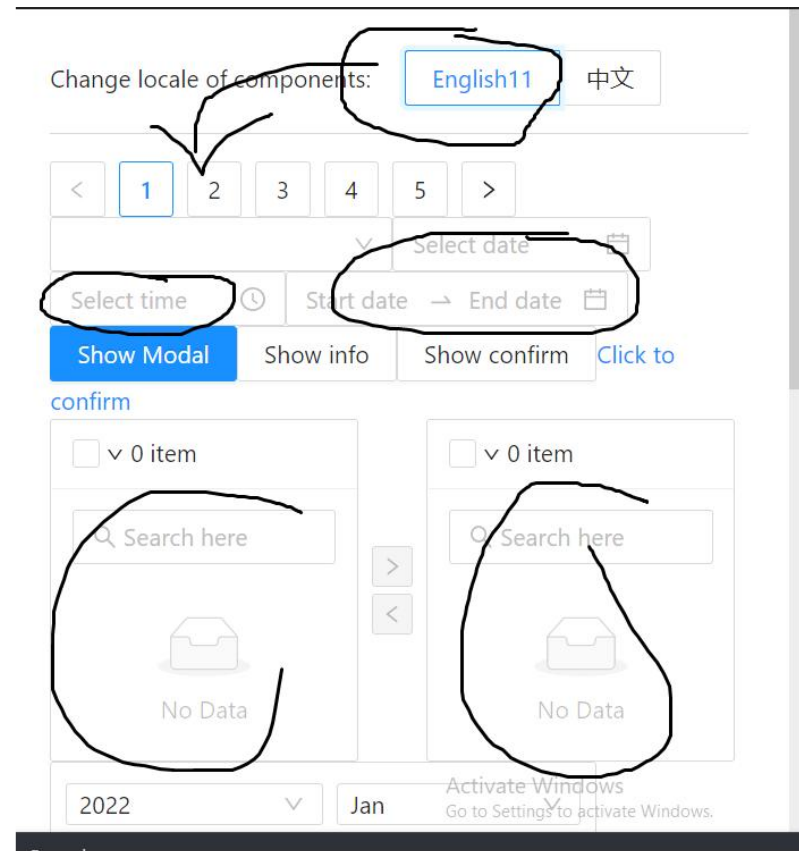 Change locale of components: English11 中文
< 1 2 3 4 5 >
Select date
Select time Start date → End date
Show Modal Show info Show confirm Click to
confirm
0 item 0 item
Search here Search here
> 
<
No Data No Data
Activate Windows
2022 Jan Go to Settings to activate Windows.